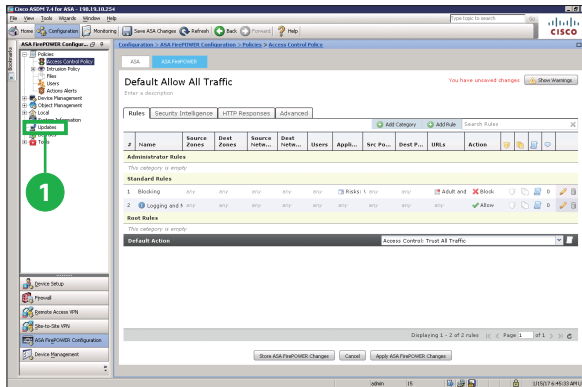 Cisco ASDM 7.4 for ASA - 198.19.10.254
File View Tools Wizards Window Help
Type topic to search
Go
Home Configuration Monitoring Save ASA Changes Refresh Back Forward Help
CISCO
Bookmarks
ASA FirePOWER Configur...
Policies
Access Control Policy
Intrusion Policy
Files
Users
Actions Alerts
Device Management
Object Management
Local
System Information
Updates
Tools
1
Device Setup
Firewall
Remote Access VPN
Site-to-Site VPN
ASA FirePOWER Configuration
Device Management
Configuration > ASA FirePOWER Configuration > Policies > Access Control Policy
ASA ASA FirePOWER
Default Allow All Traffic
Enter a description
You have unsaved changes
Show Warnings
Rules Security Intelligence HTTP Responses Advanced
Add Category Add Rule Search Rules
# Name Source Zones Dest Zones Source Netw... Dest Netw... Users Appli... Src Po... Dest P... URLs Action
Administrator Rules
This category is empty
Standard Rules
1 Blocking any any any any any Risks: any any Adult and Block 0
2 Logging and any any any any any any any any any Allow 0
Root Rules
This category is empty
Default Action Access Control: Trust All Traffic
Displaying 1 - 2 of 2 rules Page 1 of 1
Store ASA FirePOWER Changes Cancel Apply ASA FirePOWER Changes
admin 15 1/15/17 6:45:33 AM U